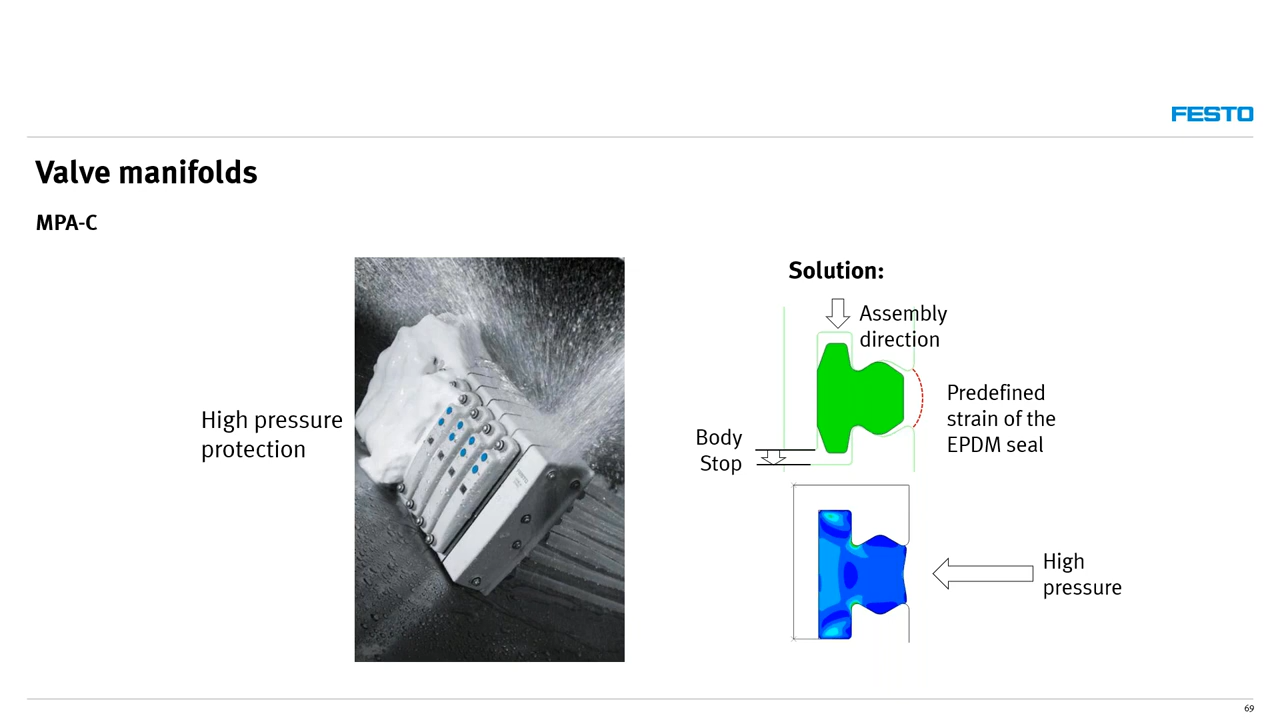 FESTO
Valve manifolds
MPA-C
High pressure
protection
Solution:
Assembly
direction
Predefined
strain of the
EPDM seal
Body
Stop
High
pressure
69